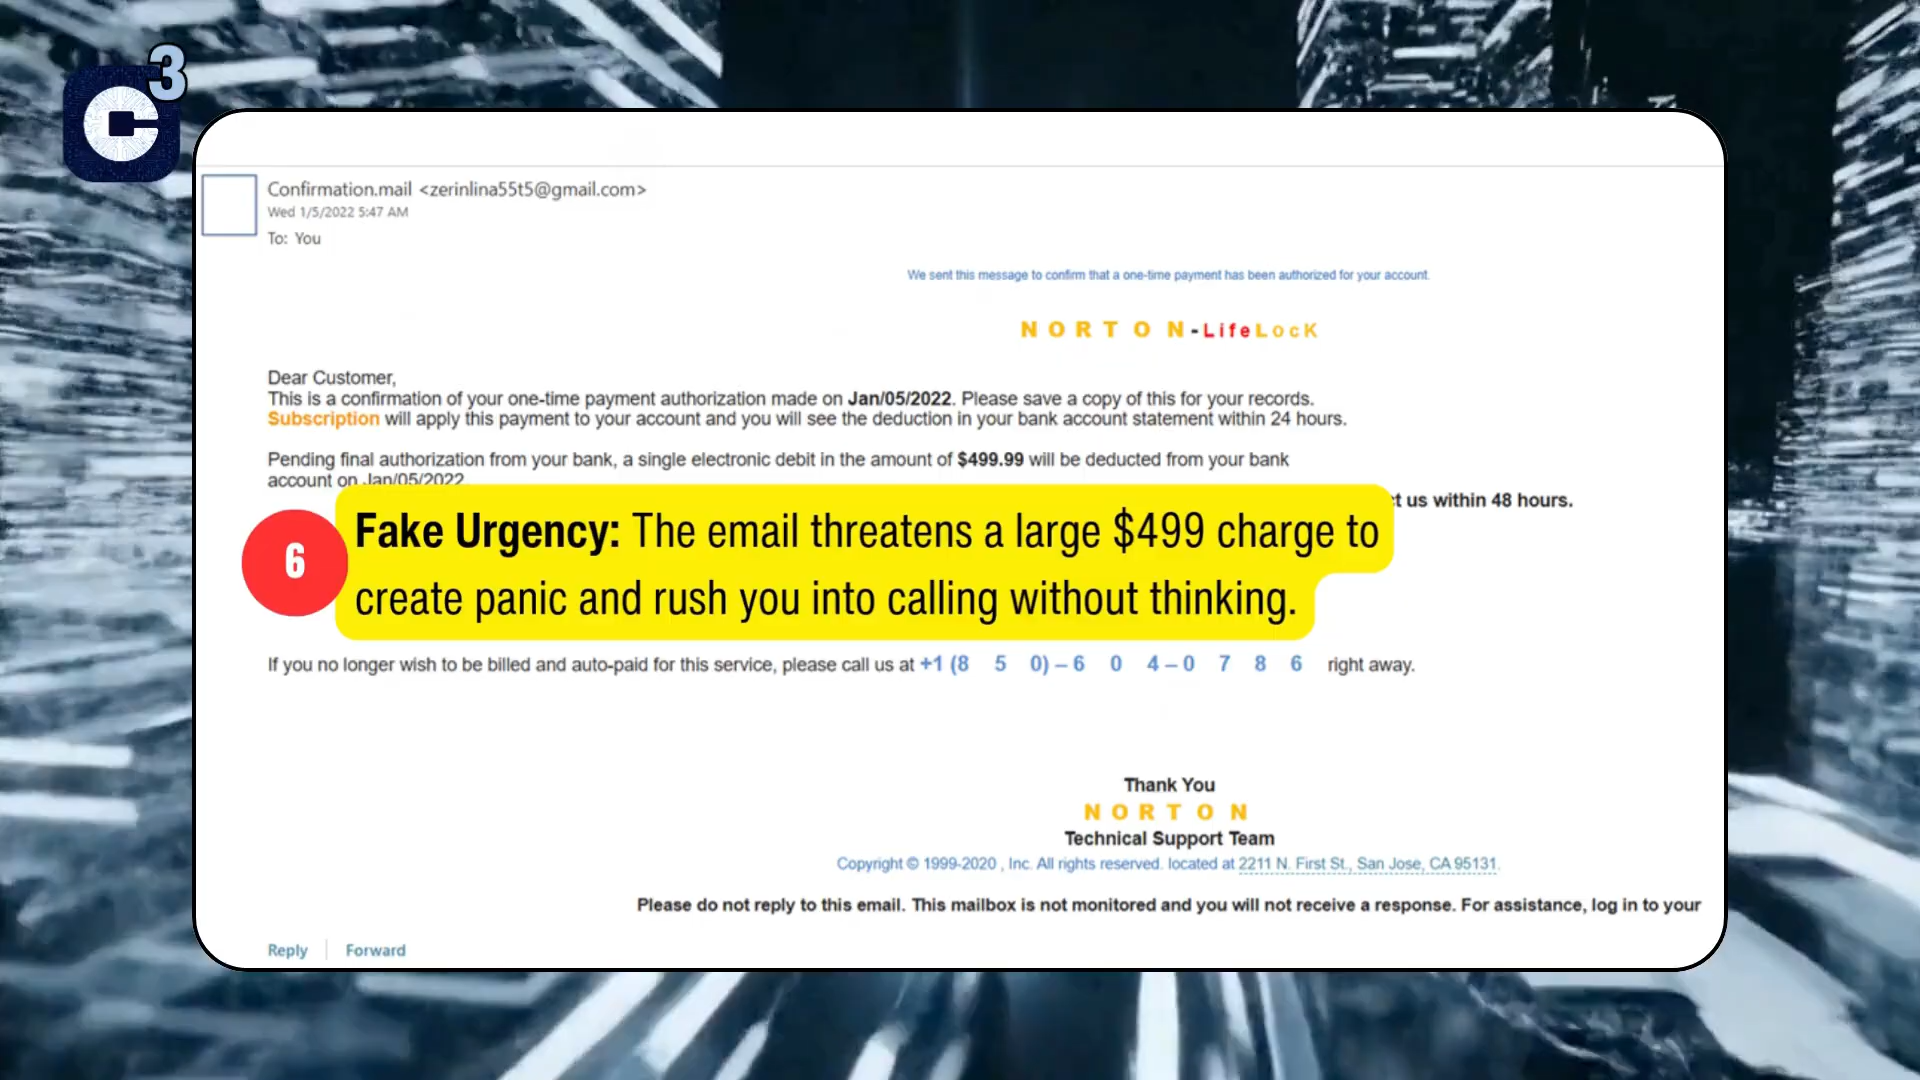 3
C
Confirmation.mail <zerinlina55t5@gmail.com>
Wed 1/5/2022 5:47 AM
To: You
We sent this message to confirm that a one-time payment has been authorized for your account.
N O R T O N-LifeLocK
Dear Customer,
This is a confirmation of your one-time payment authorization made on Jan/05/2022. Please save a copy of this for your records.
Subscription will apply this payment to your account and you will see the deduction in your bank account statement within 24 hours.
Pending final authorization from your bank, a single electronic debit in the amount of $499.99 will be deducted from your bank
account on Jan/05/2022
us within 48 hours.
6
Fake Urgency: The email threatens a large $499 charge to
create panic and rush you into calling without thinking.
If you no longer wish to be billed and auto-paid for this service, please call us at +1 (8 5 0) – 6 0 4 – 0 7 8 6 right away.
Thank You
N O R T O N
Technical Support Team
Copyright © 1999-2020 , Inc. All rights reserved. located at 2211 N. First St., San Jose, CA 95131.
Please do not reply to this email. This mailbox is not monitored and you will not receive a response. For assistance, log in to your
Reply Forward